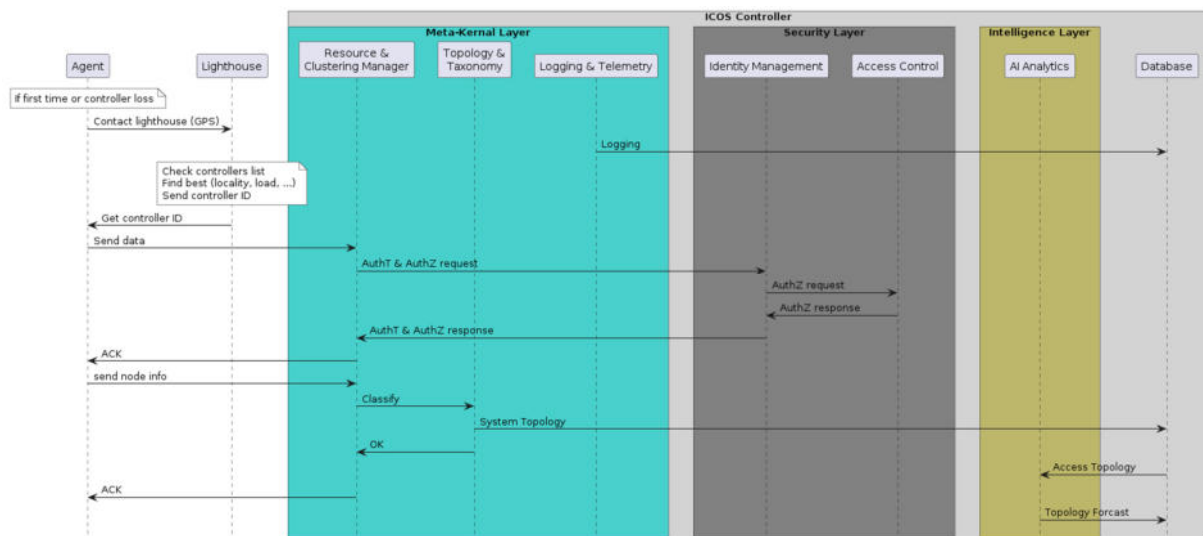 ICOS Controller
Meta-Kernal Layer
Security Layer
Intelligence Layer
Agent
Lighthouse
Resource &
Clustering Manager
Topology &
Taxonomy
Logging & Telemetry
Identity Management
Access Control
AI Analytics
Database
If first time or controller loss
Contact lighthouse (GPS)
Logging
Check controllers list
Find best (locality, load, ...)
Send controller ID
Get controller ID
Send data
AuthT & AuthZ request
AuthZ request
AuthZ response
AuthT & AuthZ response
ACK
send node info
Classify
System Topology
OK
Access Topology
ACK
Topology Forcast